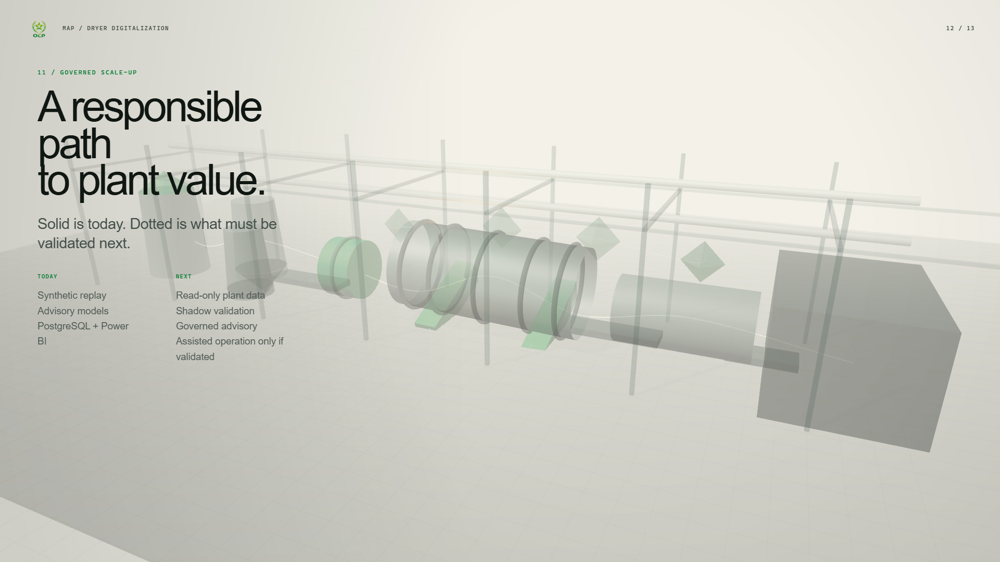 OCP
MAP / DRYER DIGITALIZATION
12 / 13
11 / GOVERNED SCALE-UP
A responsible
path
to plant value.
Solid is today. Dotted is what must be
validated next.
TODAY
Synthetic replay
Advisory models
PostgreSQL + Power
BI
NEXT
Read-only plant data
Shadow validation
Governed advisory
Assisted operation only if
validated